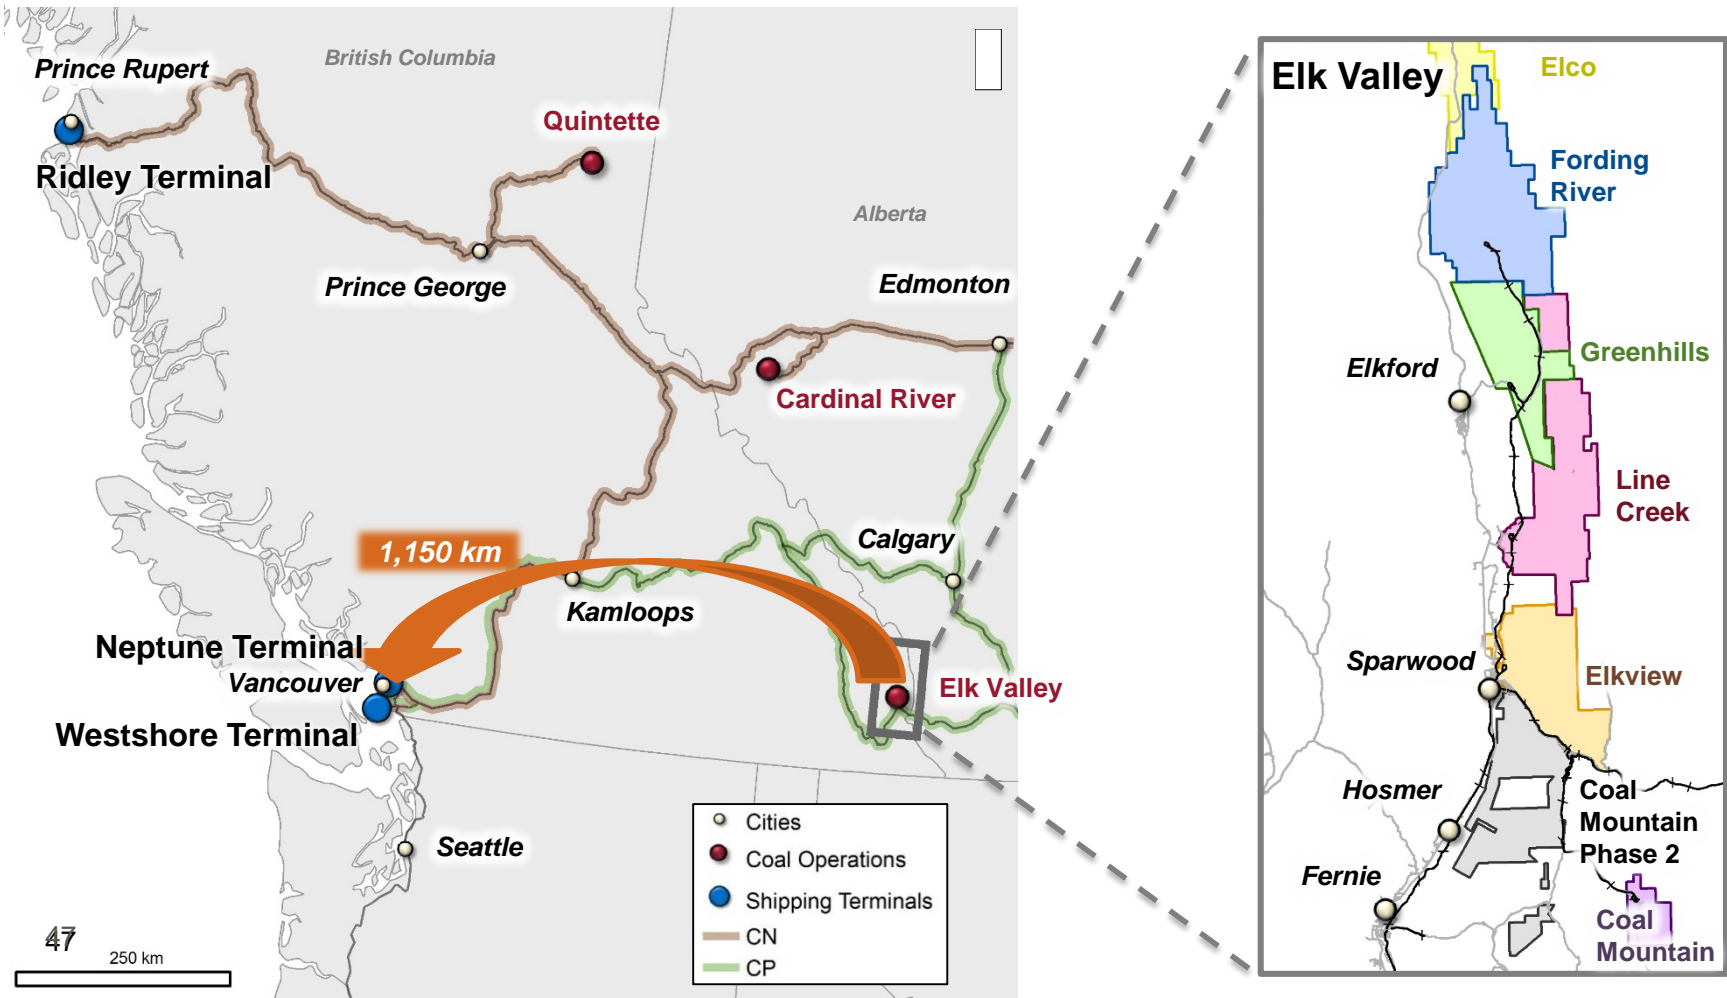 British Columbia
Prince Rupert
Quintette
Ridley Terminal
Alberta
Prince George
Edmonton
Cardinal River
1,150 km
Calgary
Kamloops
Neptune Terminal
Vancouver
Elk Valley
Westshore Terminal
Seattle
Cities
Coal Operations
Shipping Terminals
CN
CP
47
250 km
Elk Valley
Elco
Fording
River
Greenhills
Elkford
Line
Creek
Sparwood
Elkview
Hosmer
Coal
Mountain
Phase 2
Fernie
Coal
Mountain